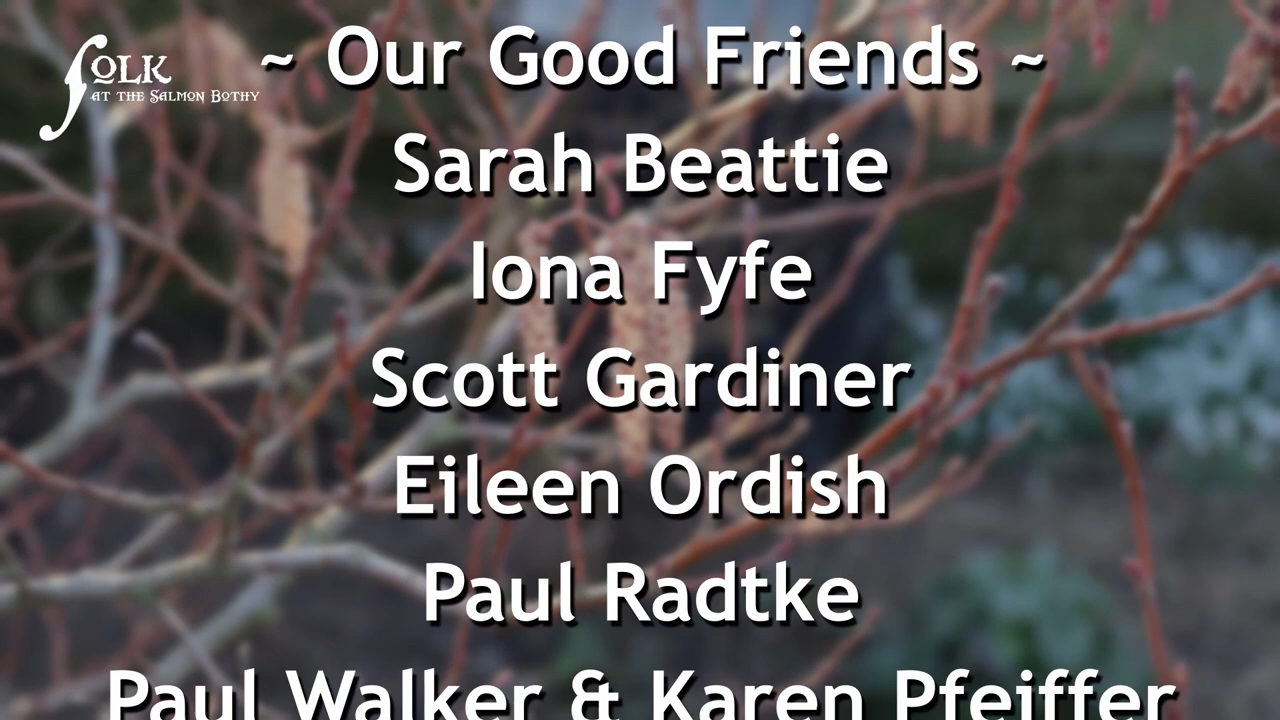 FOLK
AT THE SALMON BOTHY
~ Our Good Friends ~
Sarah Beattie
Iona Fyfe
Scott Gardiner
Eileen Ordish
Paul Radtke
Paul Walker & Karen Pfeiffer